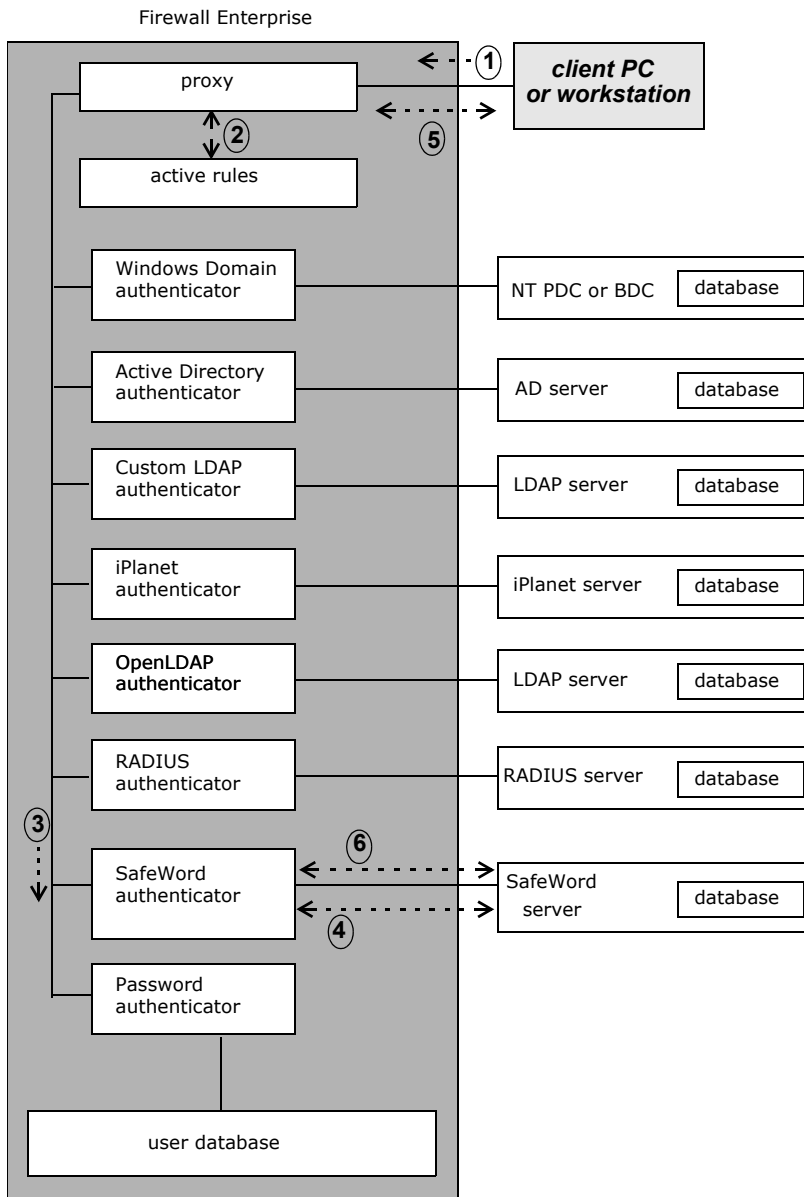 Firewall Enterprise
proxy
1
client PC
or workstation
2
5
active rules
Windows Domain
authenticator
NT PDC or BDC
database
Active Directory
authenticator
AD server
database
Custom LDAP
authenticator
LDAP server
database
iPlanet
authenticator
iPlanet server
database
OpenLDAP
authenticator
LDAP server
database
RADIUS
authenticator
RADIUS server
database
3
6
SafeWord
authenticator
SafeWord
server
database
4
Password
authenticator
user database